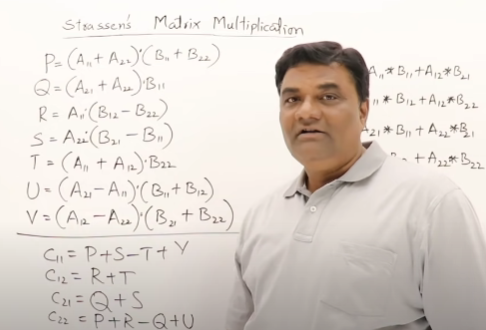 Strassen's Matrix Multiplication
P=(A₁₁+A₂₂)·(B₁₁+B₂₂)
Q=(A₂₁+A₂₂)·B₁₁
R=A₁₁·(B₁₂−B₂₂)
S=A₂₂·(B₂₁−B₁₁)
T=(A₁₁+A₁₂)·B₂₂
U=(A₂₁−A₁₁)·(B₁₁+B₁₂)
V=(A₁₂−A₂₂)·(B₂₁+B₂₂)
C₁₁=P+S−T+V
C₁₂=R+T
C₂₁=Q+S
C₂₂=P+R−Q+U
A₁₁*B₁₁+A₁₂*B₂₁
₁₁*B₁₂+A₁₂*B₂₂
₂₁*B₁₁+A₂₂*B₂₁
+A₂₂*B₂₂